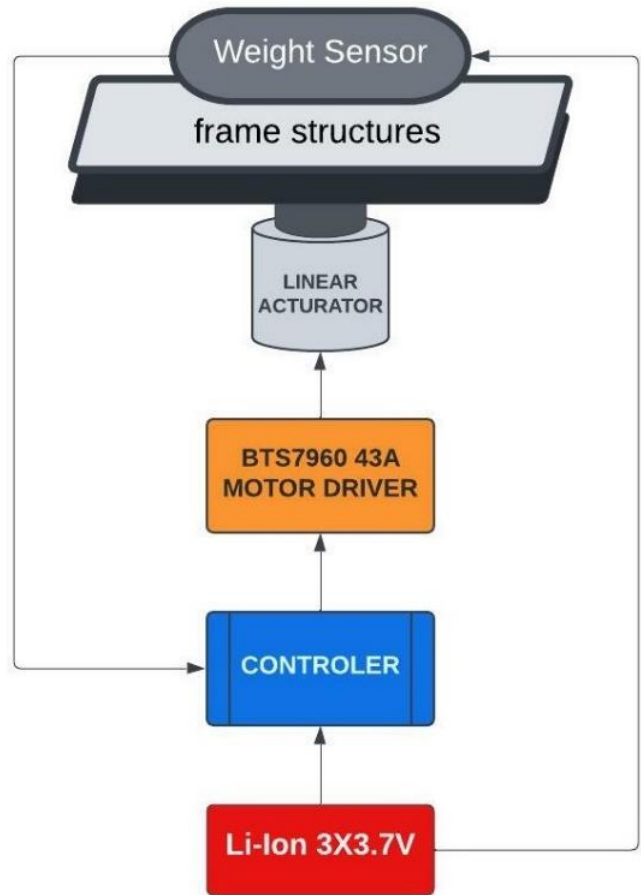 Weight Sensor
frame structures
LINEAR
ACTURATOR
BTS7960 43A
MOTOR DRIVER
CONTROLER
Li-Ion 3X3.7V